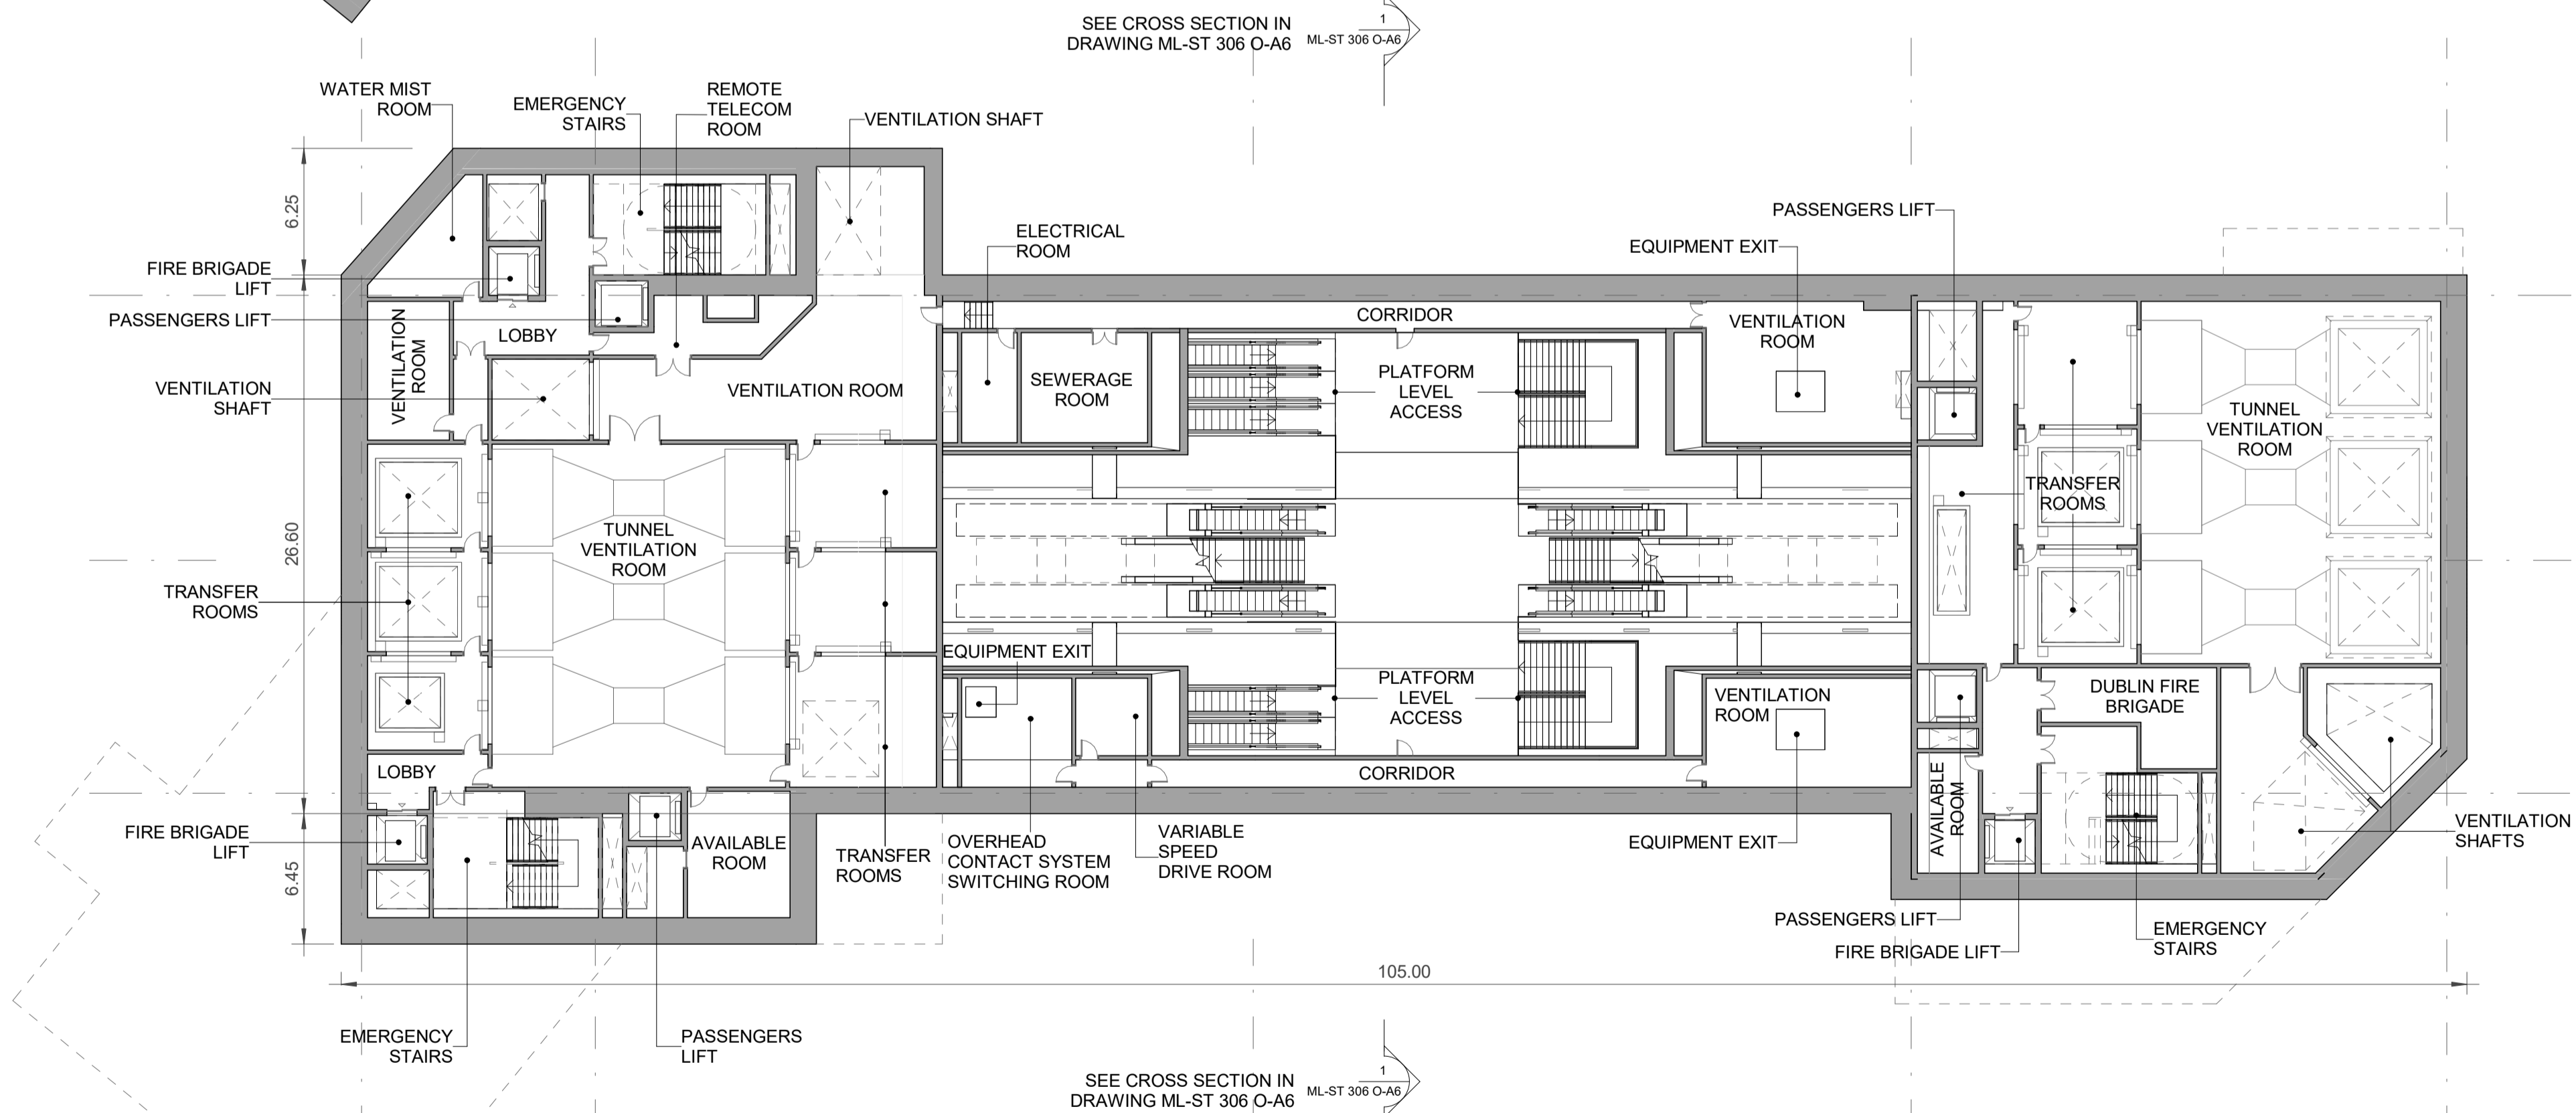 SEE CROSS SECTION IN
DRAWING ML-ST 306 O-A6
1
ML-ST 306 O-A6
WATER MIST
ROOM
EMERGENCY
STAIRS
REMOTE
TELECOM
ROOM
VENTILATION SHAFT
6.25
ELECTRICAL
ROOM
PASSENGERS LIFT
EQUIPMENT EXIT
FIRE BRIGADE
LIFT
PASSENGERS LIFT
LOBBY
VENTILATION
ROOM
VENTILATION
SHAFT
VENTILATION ROOM
CORRIDOR
SEWERAGE
ROOM
PLATFORM
LEVEL
ACCESS
VENTILATION
ROOM
TUNNEL
VENTILATION
ROOM
TRANSFER
ROOMS
26.60
TUNNEL
VENTILATION
ROOM
TRANSFER
ROOMS
EQUIPMENT EXIT
PLATFORM
LEVEL
ACCESS
VENTILATION
ROOM
DUBLIN FIRE
BRIGADE
LOBBY
CORRIDOR
AVAILABLE
ROOM
FIRE BRIGADE
LIFT
6.45
AVAILABLE
ROOM
TRANSFER
ROOMS
OVERHEAD
CONTACT SYSTEM
SWITCHING ROOM
VARIABLE
SPEED
DRIVE ROOM
EQUIPMENT EXIT
VENTILATION
SHAFTS
PASSENGERS LIFT
FIRE BRIGADE LIFT
EMERGENCY
STAIRS
105.00
EMERGENCY
STAIRS
PASSENGERS
LIFT
SEE CROSS SECTION IN
DRAWING ML-ST 306 O-A6
1
ML-ST 306 O-A6